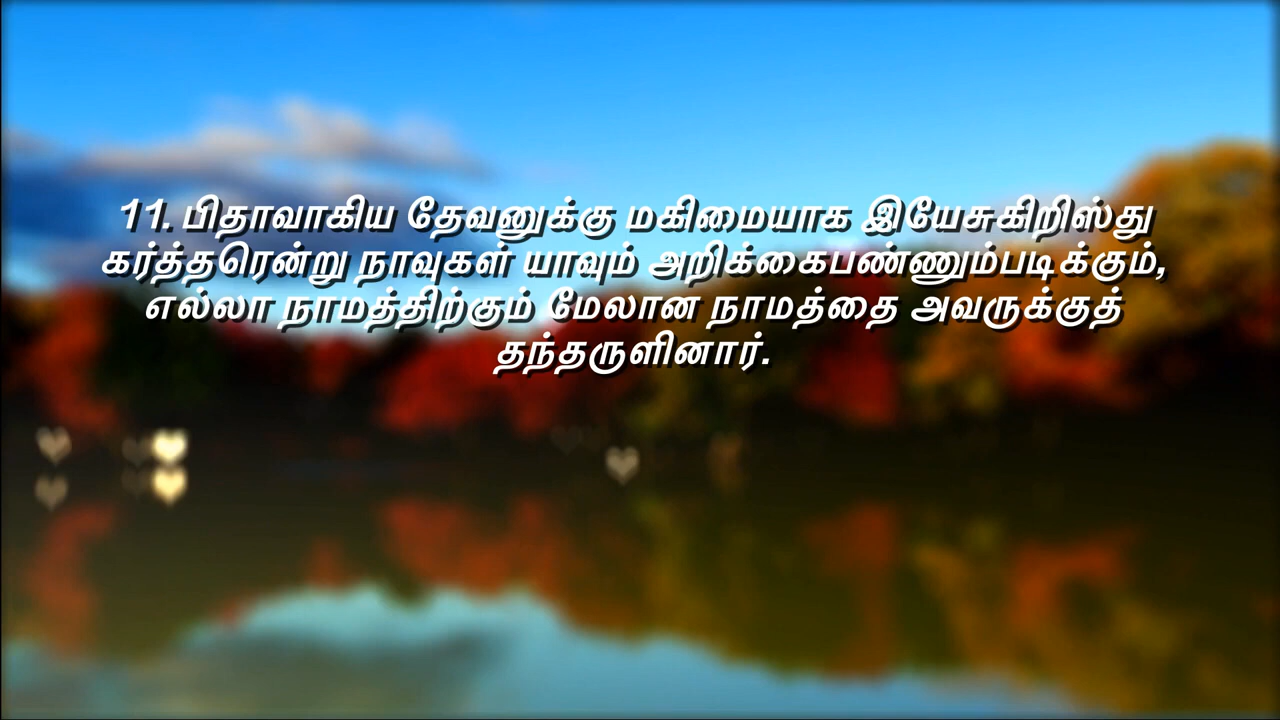 11. பிதாவாகிய தேவனுக்கு மகிமையாக இயேசுகிறிஸ்து
கர்த்தரென்று நாவுகள் யாவும் அறிக்கைபண்ணும்படிக்கும்,
எல்லா நாமத்திற்கும் மேலான நாமத்தை அவருக்குத்
தந்தருளினார்.